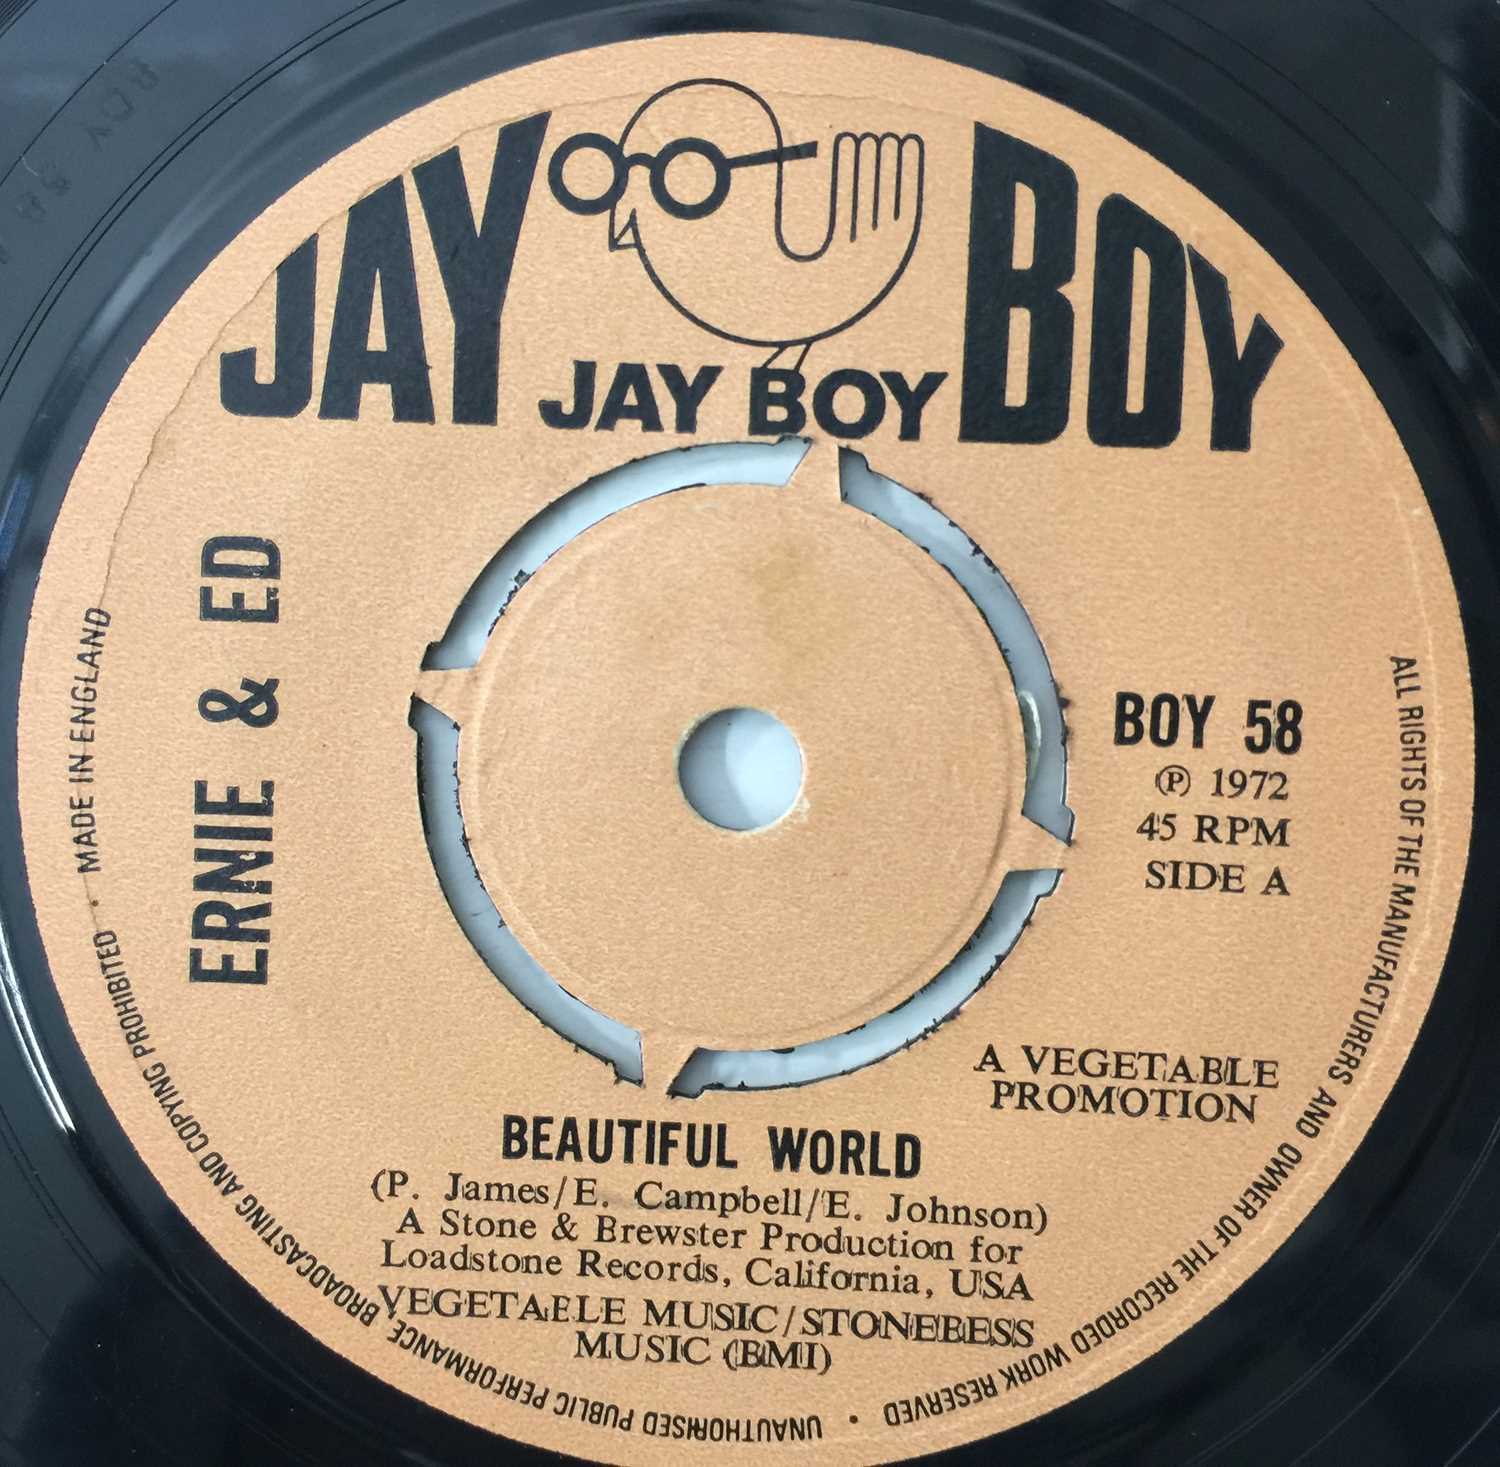 JAY BOY
JAY BOY
ERNIE & ED
BOY 58
Ⓟ 1972
45 RPM
SIDE A
A VEGETABLE
PROMOTION
BEAUTIFUL WORLD
(P. James/E. Campbell/E. Johnson)
A Stone & Brewster Production for
Loadstone Records, California, USA
VEGETABLE MUSIC/STONEBESS
MUSIC (BMI)
MADE IN ENGLAND
ALL RIGHTS OF THE MANUFACTURERS AND OWNER OF THE RECORDED WORK RESERVED • UNAUTHORISED PUBLIC PERFORMANCE BROADCASTING AND COPYING PROHIBITED •